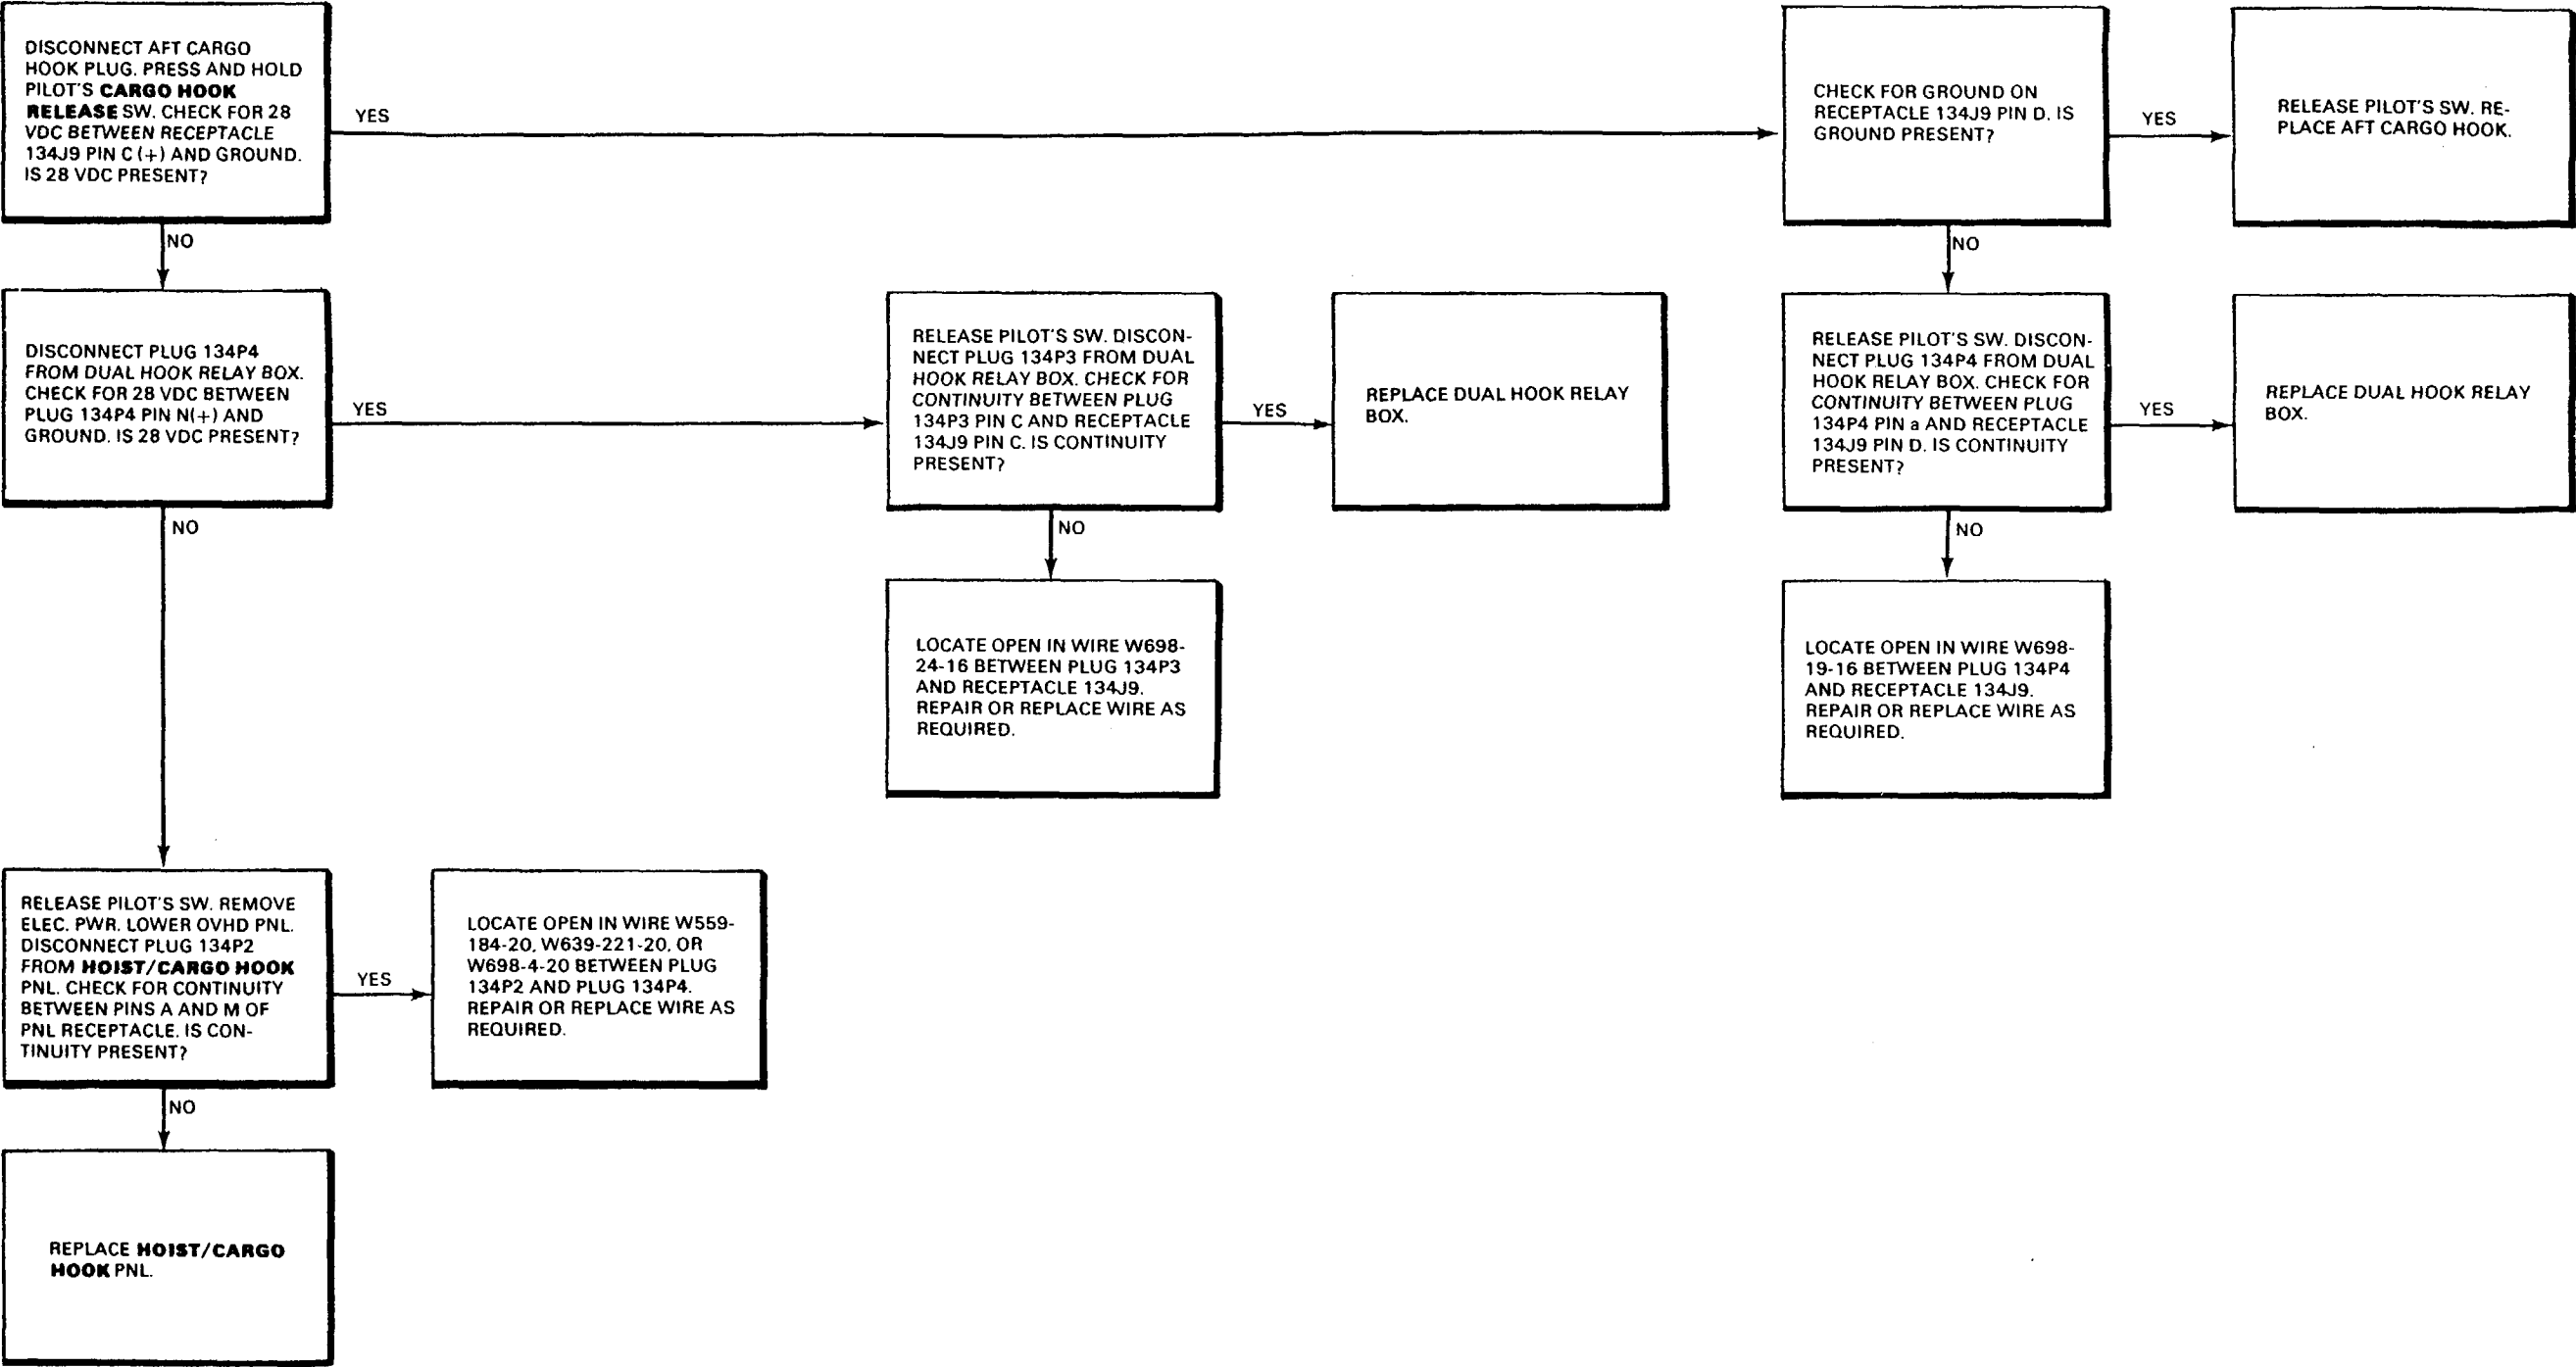 DISCONNECT AFT CARGO
HOOK PLUG. PRESS AND HOLD
PILOT'S CARGO HOOK
RELEASE SW. CHECK FOR 28
VDC BETWEEN RECEPTACLE
134J9 PIN C (+) AND GROUND.
IS 28 VDC PRESENT?
YES
CHECK FOR GROUND ON
RECEPTACLE 134J9 PIN D. IS
GROUND PRESENT?
YES
RELEASE PILOT'S SW. RE-
PLACE AFT CARGO HOOK.
NO
NO
DISCONNECT PLUG 134P4
FROM DUAL HOOK RELAY BOX.
CHECK FOR 28 VDC BETWEEN
PLUG 134P4 PIN N(+) AND
GROUND. IS 28 VDC PRESENT?
YES
RELEASE PILOT'S SW. DISCON-
NECT PLUG 134P3 FROM DUAL
HOOK RELAY BOX. CHECK FOR
CONTINUITY BETWEEN PLUG
134P3 PIN C AND RECEPTACLE
134J9 PIN C. IS CONTINUITY
PRESENT?
YES
REPLACE DUAL HOOK RELAY
BOX.
RELEASE PILOT'S SW. DISCON-
NECT PLUG 134P4 FROM DUAL
HOOK RELAY BOX. CHECK FOR
CONTINUITY BETWEEN PLUG
134P4 PIN a AND RECEPTACLE
134J9 PIN D. IS CONTINUITY
PRESENT?
YES
REPLACE DUAL HOOK RELAY
BOX.
NO
NO
NO
LOCATE OPEN IN WIRE W698-
24-16 BETWEEN PLUG 134P3
AND RECEPTACLE 134J9.
REPAIR OR REPLACE WIRE AS
REQUIRED.
LOCATE OPEN IN WIRE W698-
19-16 BETWEEN PLUG 134P4
AND RECEPTACLE 134J9.
REPAIR OR REPLACE WIRE AS
REQUIRED.
RELEASE PILOT'S SW. REMOVE
ELEC. PWR. LOWER OVHD PNL.
DISCONNECT PLUG 134P2
FROM HOIST/CARGO HOOK
PNL. CHECK FOR CONTINUITY
BETWEEN PINS A AND M OF
PNL RECEPTACLE. IS CON-
TINUITY PRESENT?
YES
LOCATE OPEN IN WIRE W559-
184-20, W639-221-20, OR
W698-4-20 BETWEEN PLUG
134P2 AND PLUG 134P4.
REPAIR OR REPLACE WIRE AS
REQUIRED.
NO
REPLACE HOIST/CARGO
HOOK PNL.